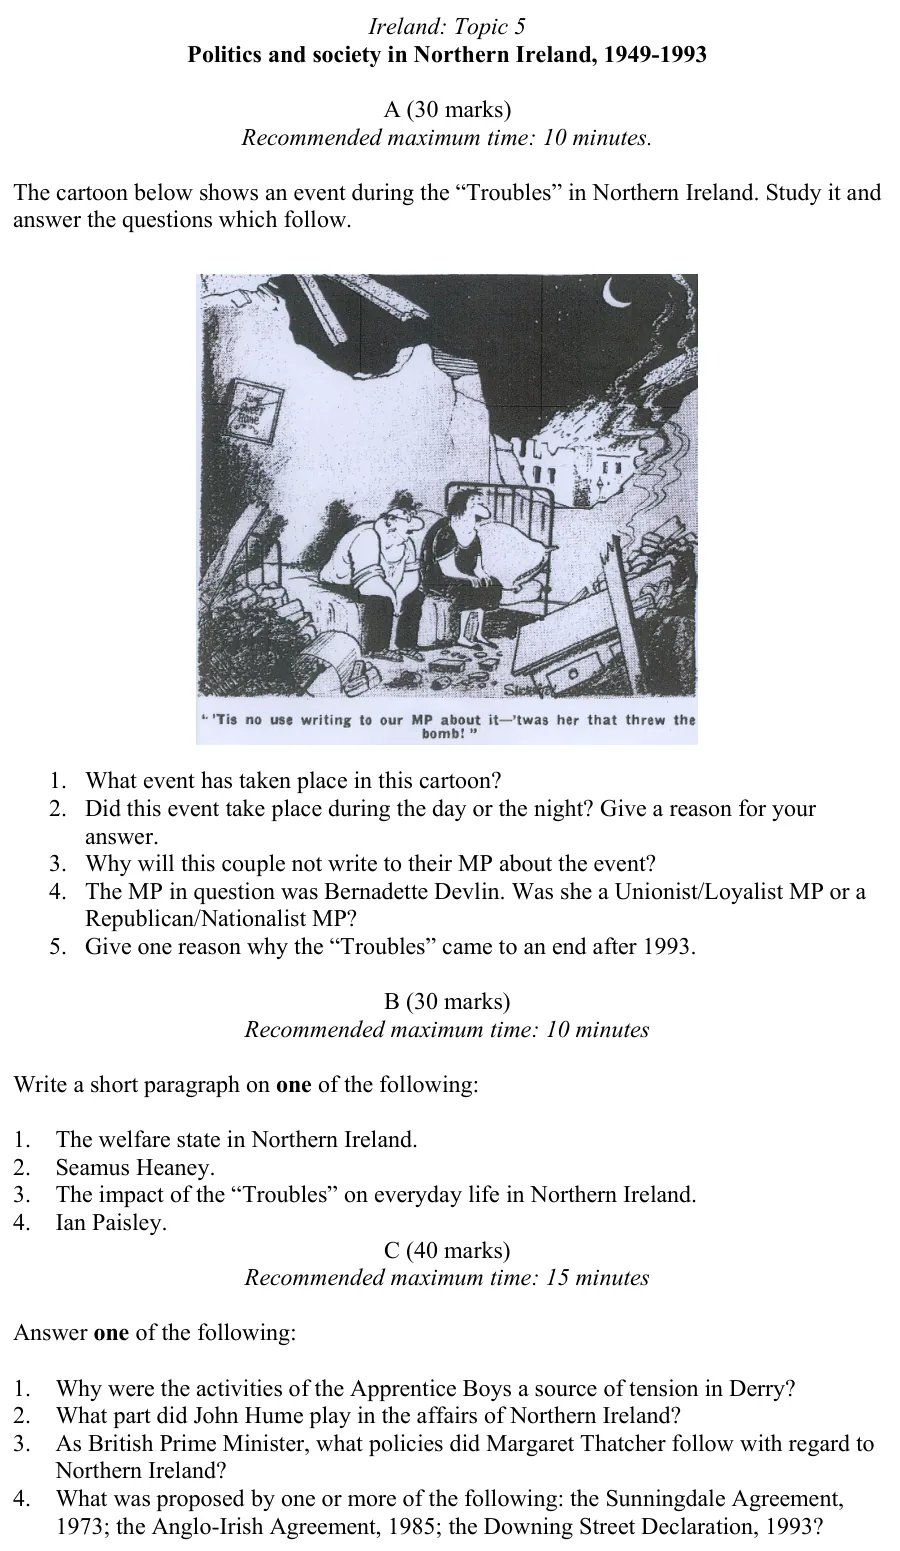 Ireland: Topic 5
Politics and society in Northern Ireland, 1949-1993
A (30 marks)
Recommended maximum time: 10 minutes.
The cartoon below shows an event during the “Troubles” in Northern Ireland. Study it and
answer the questions which follow.
HOME
“ 'Tis no use writing to our MP about it—'twas her that threw the
bomb! ”
1. What event has taken place in this cartoon?
2. Did this event take place during the day or the night? Give a reason for your
answer.
3. Why will this couple not write to their MP about the event?
4. The MP in question was Bernadette Devlin. Was she a Unionist/Loyalist MP or a
Republican/Nationalist MP?
5. Give one reason why the “Troubles” came to an end after 1993.
B (30 marks)
Recommended maximum time: 10 minutes
Write a short paragraph on one of the following:
1. The welfare state in Northern Ireland.
2. Seamus Heaney.
3. The impact of the “Troubles” on everyday life in Northern Ireland.
4. Ian Paisley.
C (40 marks)
Recommended maximum time: 15 minutes
Answer one of the following:
1. Why were the activities of the Apprentice Boys a source of tension in Derry?
2. What part did John Hume play in the affairs of Northern Ireland?
3. As British Prime Minister, what policies did Margaret Thatcher follow with regard to
Northern Ireland?
4. What was proposed by one or more of the following: the Sunningdale Agreement,
1973; the Anglo-Irish Agreement, 1985; the Downing Street Declaration, 1993?